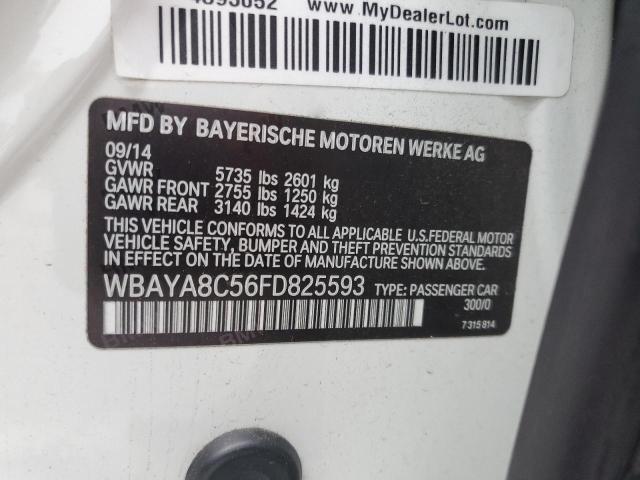 www.MyDealerLot.com
MFD BY BAYERISCHE MOTOREN WERKE AG
09/14
GVWR 5735 lbs 2601 kg
GAWR FRONT 2755 lbs 1250 kg
GAWR REAR 3140 lbs 1424 kg
THIS VEHICLE CONFORMS TO ALL APPLICABLE U.S. FEDERAL MOTOR
VEHICLE SAFETY, BUMPER AND THEFT PREVENTION STANDARDS
IN EFFECT ON THE DATE OF MANUFACTURE SHOWN ABOVE.
WBAYA8C56FD825593 TYPE: PASSENGER CAR
300/0
7 315 814